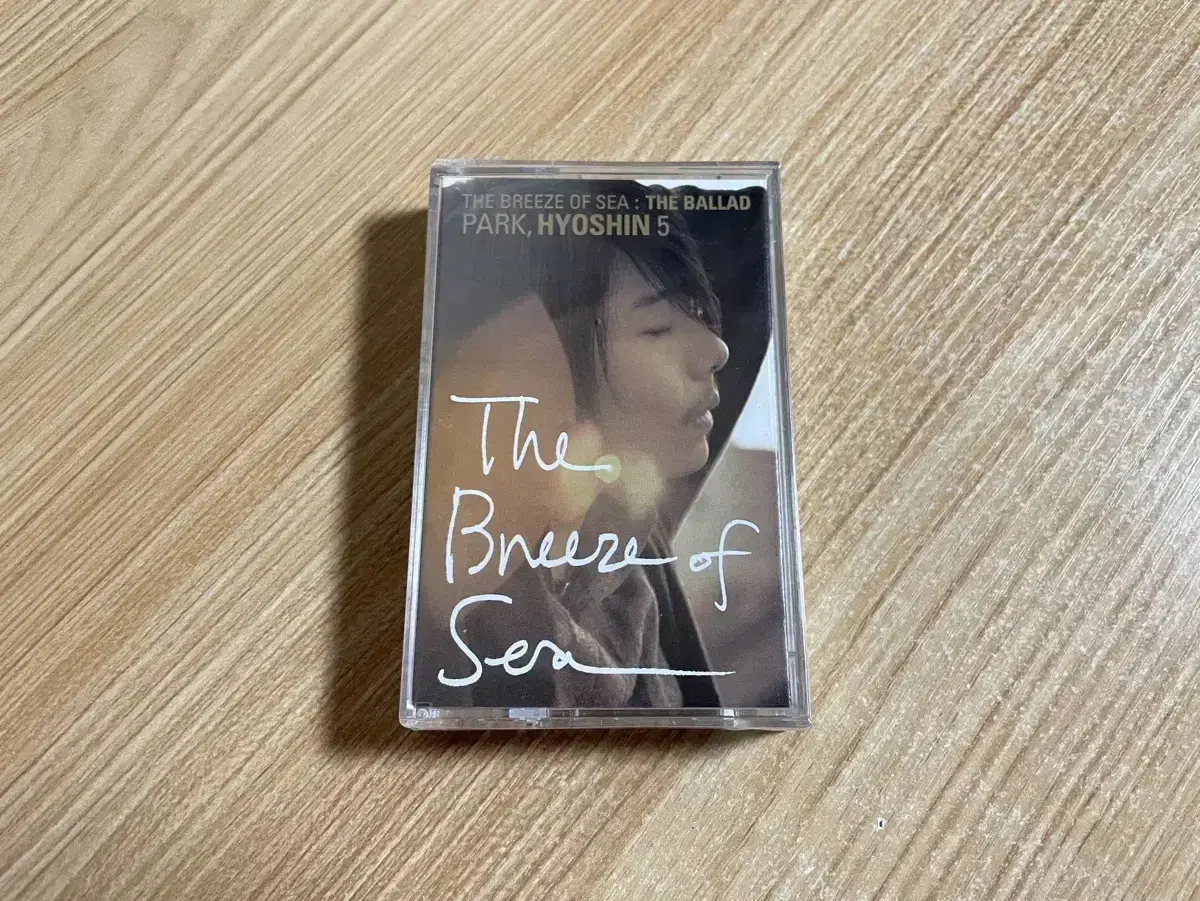 THE BREEZE OF SEA : THE BALLAD
PARK, HYOSHIN 5
The
Breeze of
Sea